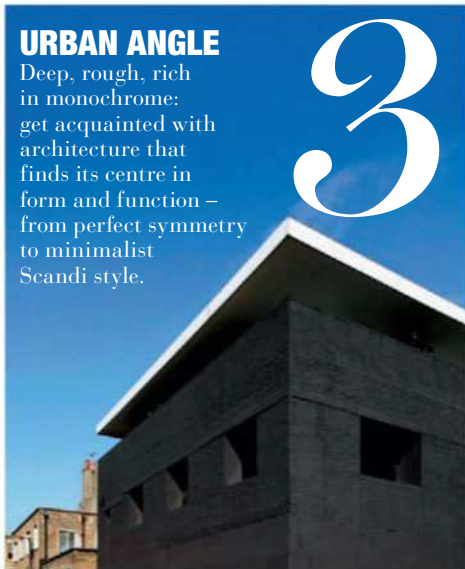 URBAN ANGLE
Deep, rough, rich
in monochrome:
get acquainted with
architecture that
finds its centre in
form and function –
from perfect symmetry
to minimalist
Scandi style.
3